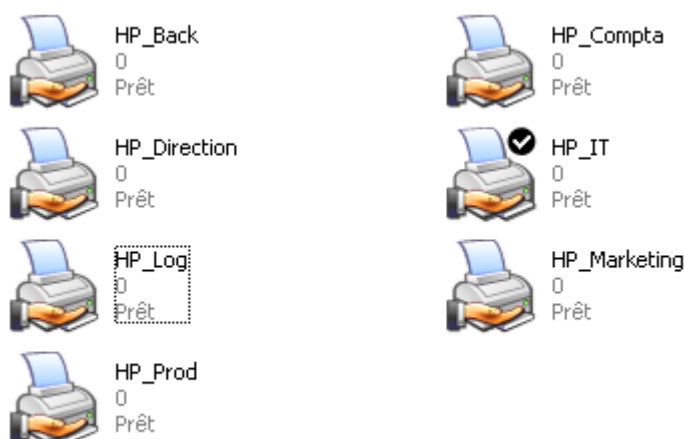 HP_Back
0
Prêt
HP_Compta
0
Prêt
HP_Direction
0
Prêt
HP_IT
0
Prêt
HP_Log
0
Prêt
HP_Marketing
0
Prêt
HP_Prod
0
Prêt